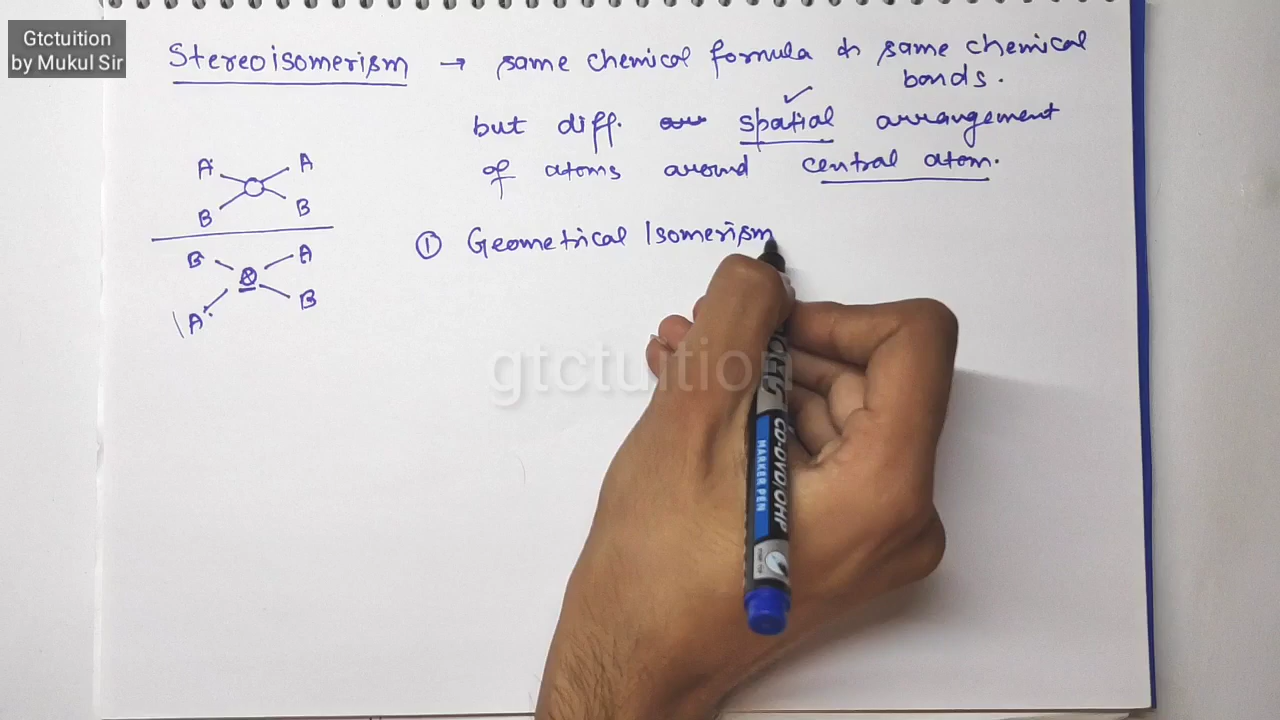 Gtctuition
by Mukul Sir
Stereoisomerism → same chemical formula & same chemical
bonds.
but diff. spatial arrangement
of atoms around central atom.
A A
B B
① Geometrical Isomerism
B A
A B
gtctuition
CD-DVD/OHP
MARKER PEN